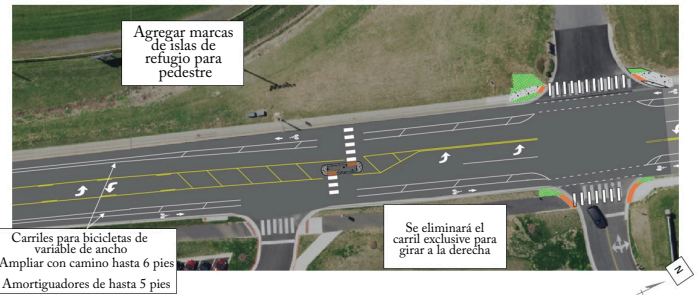 Agregar marcas
de islas de
refugio para
pedestre
Carriles para bicicletas de
variable de ancho
Ampliar con camino hasta 6 pies
Amortiguadores de hasta 5 pies
Se eliminará el
carril exclusive para
girar a la derecha
N